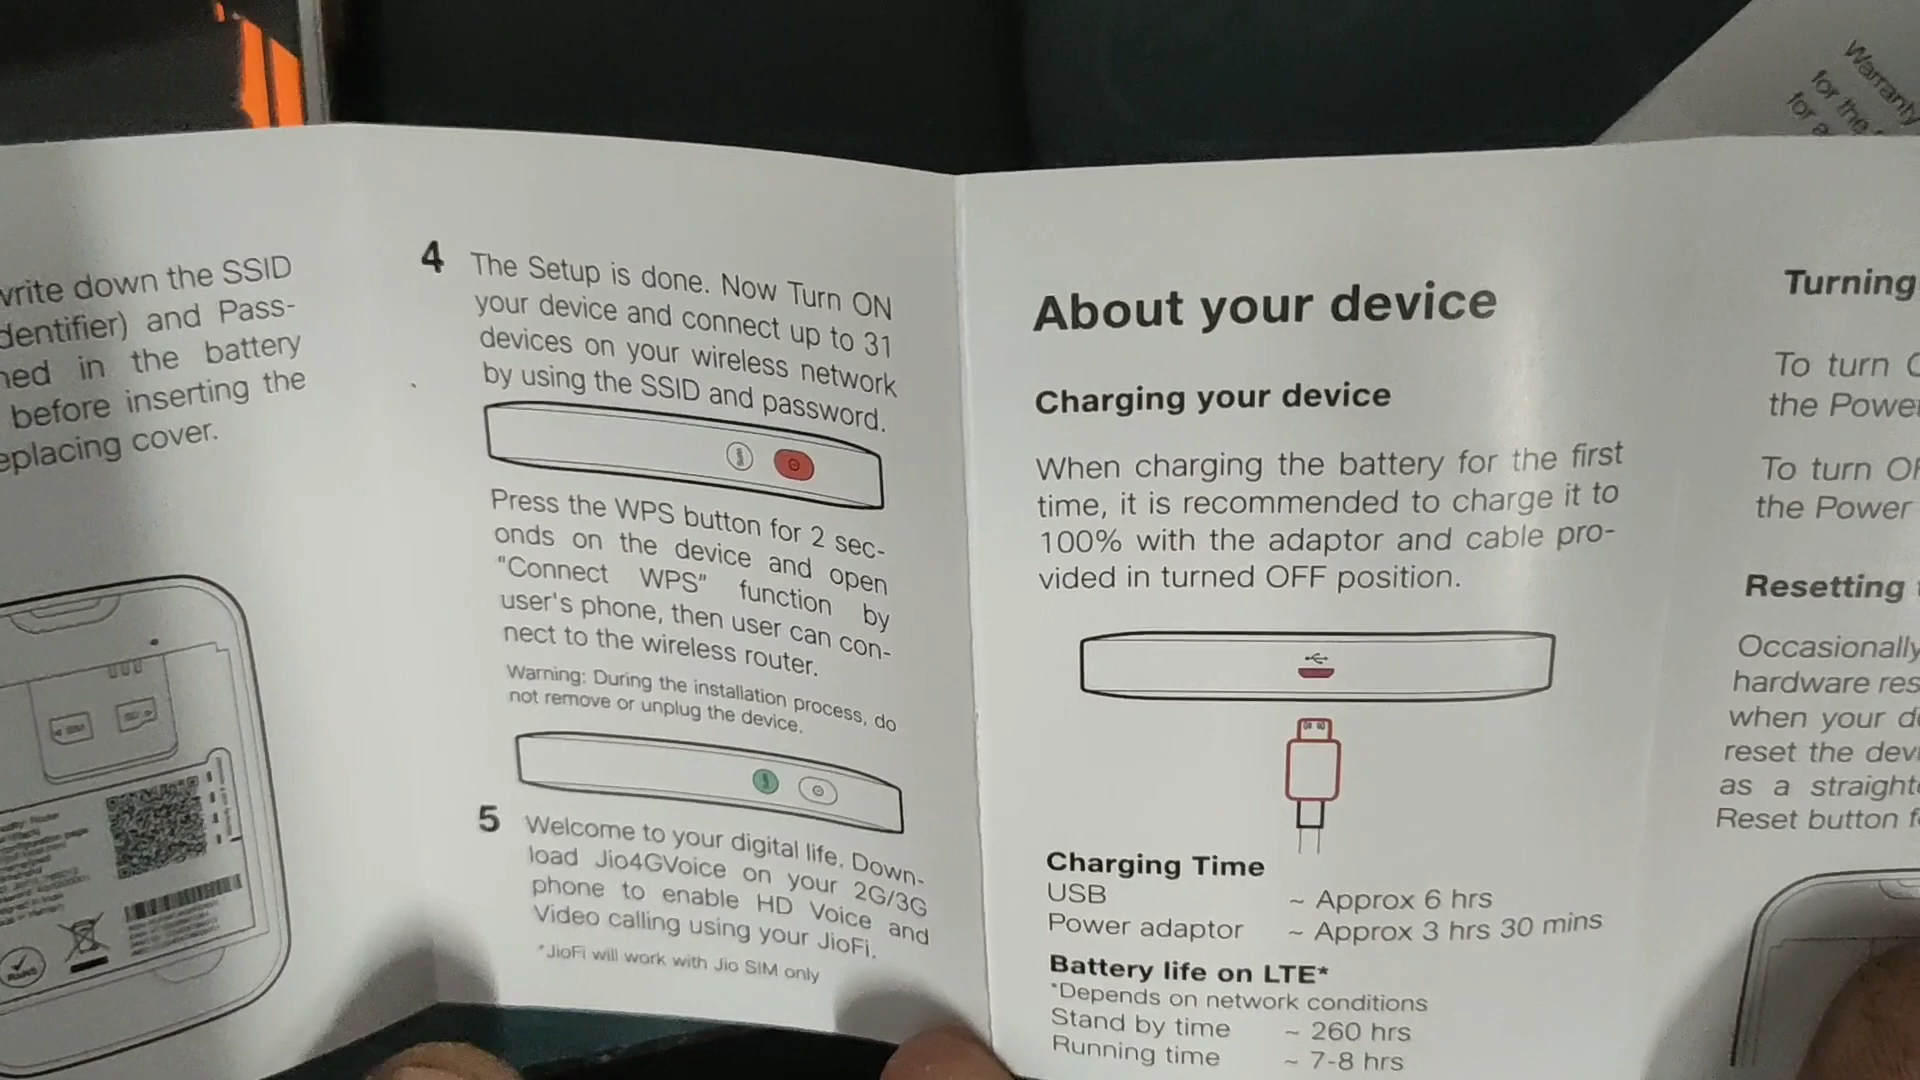 write down the SSID
dentifier) and Pass-
ned in the battery
before inserting the
eplacing cover.
4 The Setup is done. Now Turn ON
your device and connect up to 31
devices on your wireless network
by using the SSID and password.
Press the WPS button for 2 sec-
onds on the device and open
"Connect WPS" function by
user's phone, then user can con-
nect to the wireless router.
Warning: During the installation process, do
not remove or unplug the device.
5 Welcome to your digital life. Down-
load Jio4GVoice on your 2G/3G
phone to enable HD Voice and
Video calling using your JioFi.
*JioFi will work with Jio SIM only
About your device
Charging your device
When charging the battery for the first
time, it is recommended to charge it to
100% with the adaptor and cable pro-
vided in turned OFF position.
Charging Time
USB ~ Approx 6 hrs
Power adaptor ~ Approx 3 hrs 30 mins
Battery life on LTE*
*Depends on network conditions
Stand by time ~ 260 hrs
Running time ~ 7-8 hrs
Turning
To turn
the Power
To turn
the Power
Resetting
Occasionally
hardware res
when your de
reset the devi
as a straight
Reset button f
Warranty
for the
for a